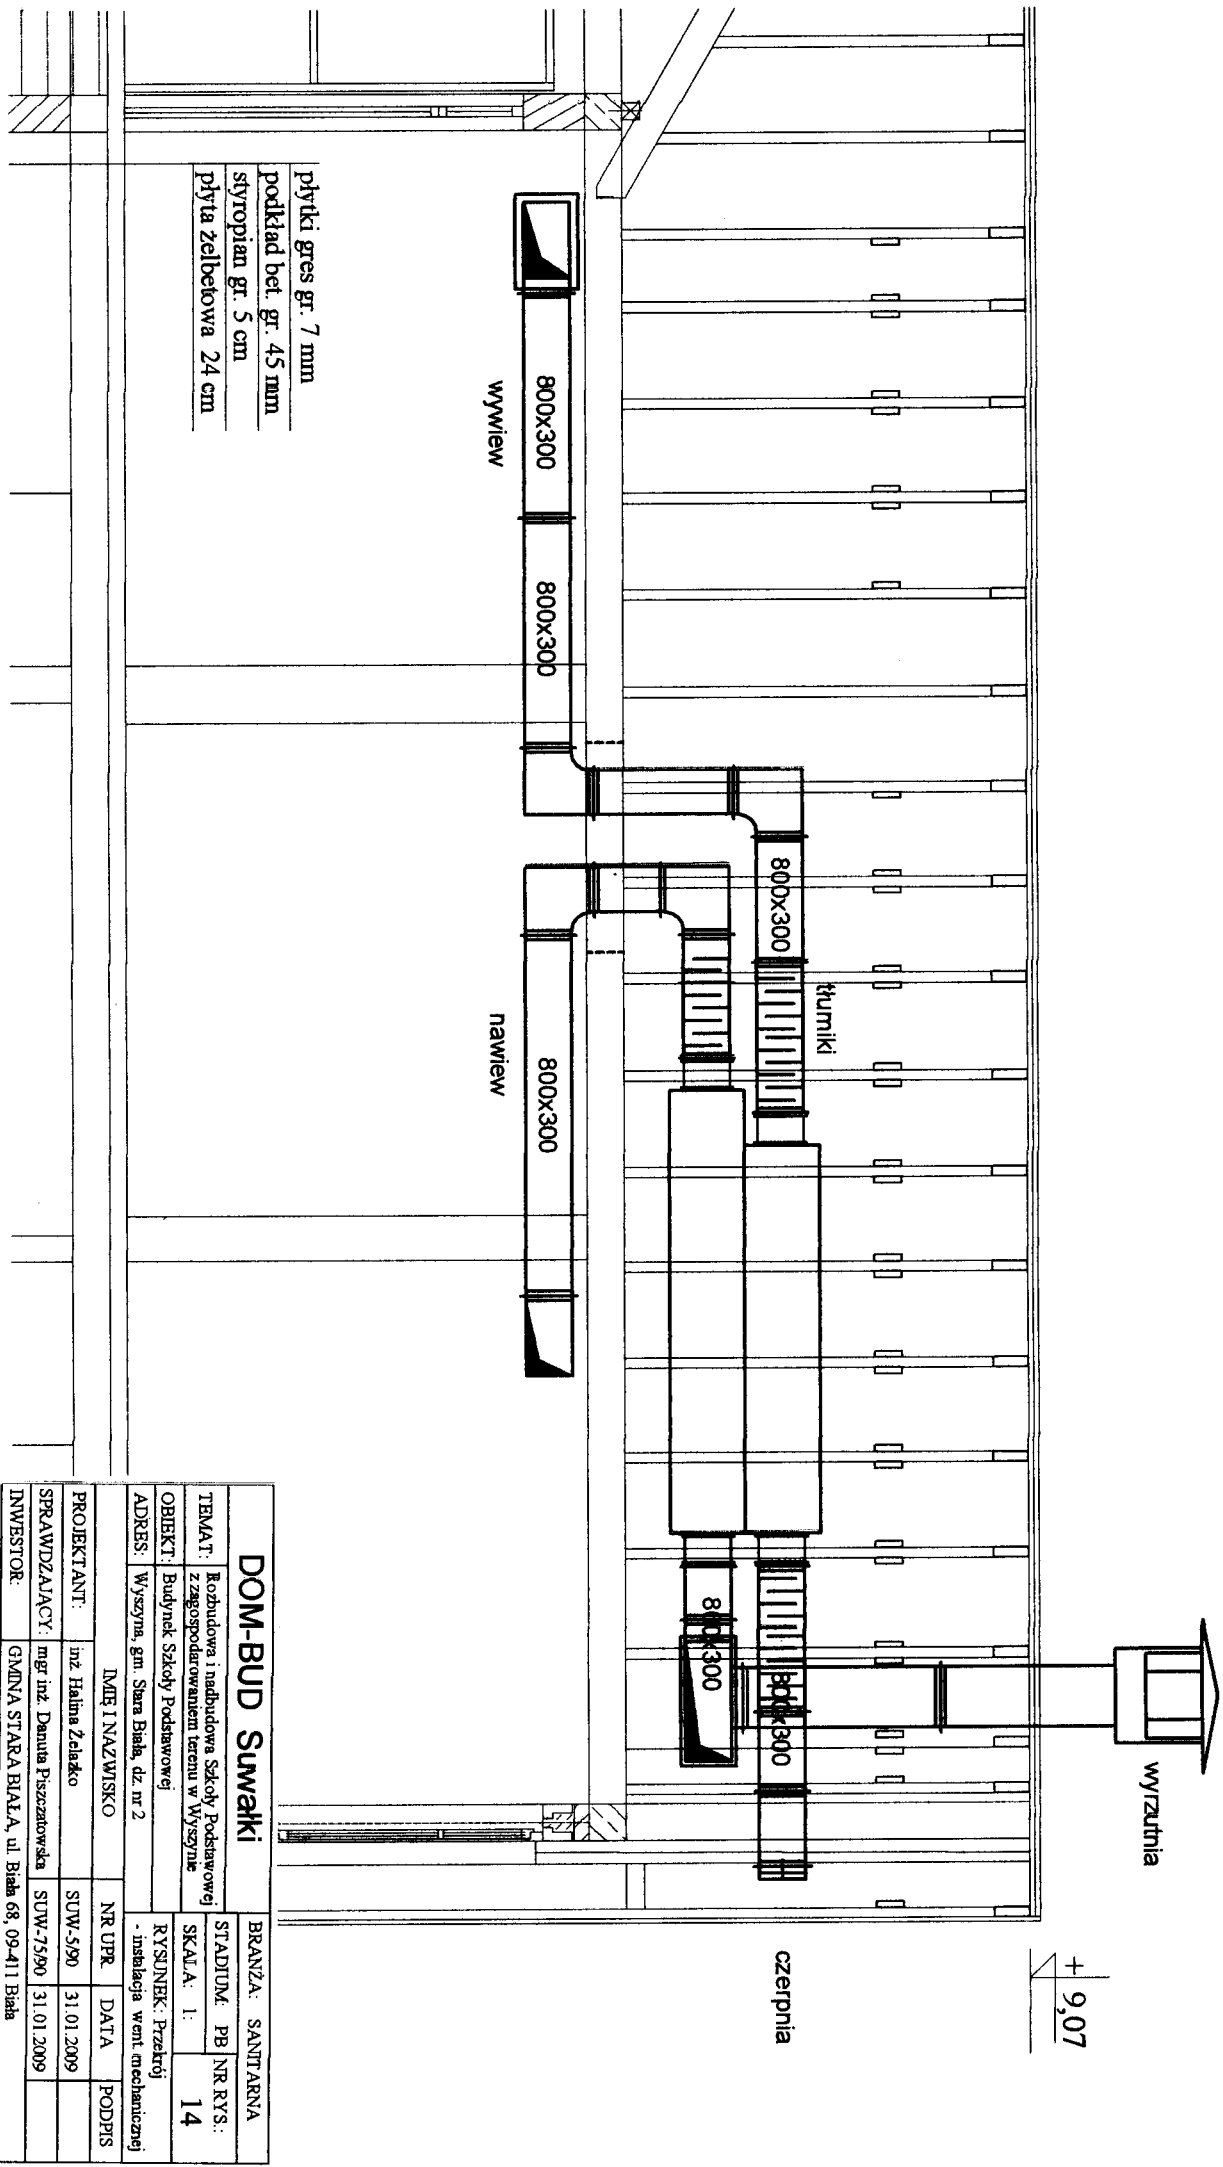 wyrzutnia
+ 9,07
czerpnia
tłumiki
800x300
800x300
800x300
800x300
800x300
800x300
wywiew
nawiew
płytki gres gr. 7 mm
podkład bet. gr. 45 mm
styropian gr. 5 cm
płyta żelbetowa 24 cm
DOM-BUD Suwałki
BRANŻA: SANITARNA
TEMAT: Rozbudowa i nadbudowa Szkoły Podstawowej
z zagospodarowaniem terenu w Wyszynie
STADIUM: PB
NR RYS.:
14
OBIEKT: Budynek Szkoły Podstawowej
SKALA: 1:
ADRES: Wyszyna, gm. Stara Biała, dz. nr 2
RYSUNEK: Przekrój
- instalacja went. mechanicznej
IMIĘ I NAZWISKO NR UPR. DATA PODPIS
PROJEKTANT: inż. Halina Żelazko SUW-5/90 31.01.2009
SPRAWDZAJĄCY: mgr inż. Danuta Piszczatowska SUW-75/90 31.01.2009
INWESTOR: GMINA STARA BIAŁA, ul. Biała 68, 09-411 Biała